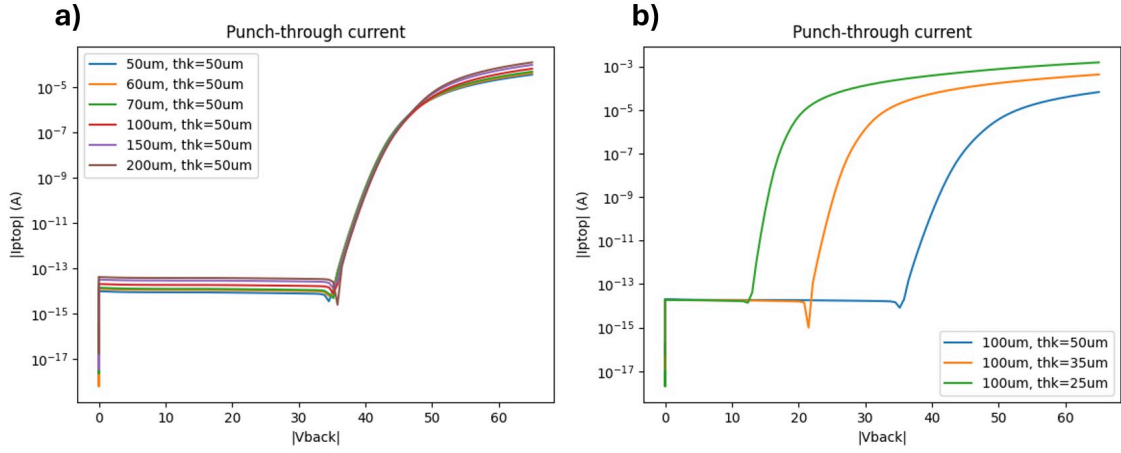 a)
Punch-through current
50um, thk=50um
60um, thk=50um
70um, thk=50um
100um, thk=50um
150um, thk=50um
200um, thk=50um
|Iptop| (A)
10⁻⁵
10⁻⁷
10⁻⁹
10⁻¹¹
10⁻¹³
10⁻¹⁵
10⁻¹⁷
0 10 20 30 40 50 60
|Vback|
b)
Punch-through current
|Iptop| (A)
10⁻³
10⁻⁵
10⁻⁷
10⁻⁹
10⁻¹¹
10⁻¹³
10⁻¹⁵
10⁻¹⁷
100um, thk=50um
100um, thk=35um
100um, thk=25um
0 10 20 30 40 50 60
|Vback|